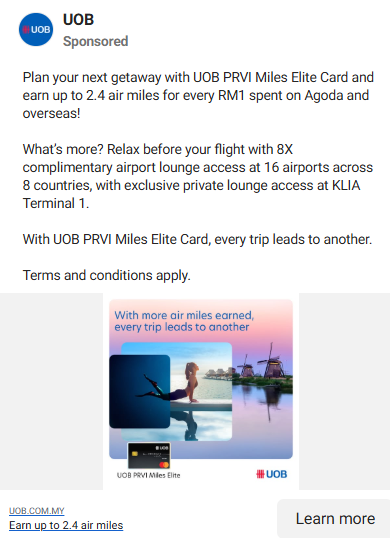 UOB
UOB
Sponsored
Plan your next getaway with UOB PRVI Miles Elite Card and
earn up to 2.4 air miles for every RM1 spent on Agoda and
overseas!
What's more? Relax before your flight with 8X
complimentary airport lounge access at 16 airports across
8 countries, with exclusive private lounge access at KLIA
Terminal 1.
With UOB PRVI Miles Elite Card, every trip leads to another.
Terms and conditions apply.
With more air miles earned,
every trip leads to another
UOB PRVI Miles Elite
UOB
UOB.COM.MY
Earn up to 2.4 air miles
Learn more